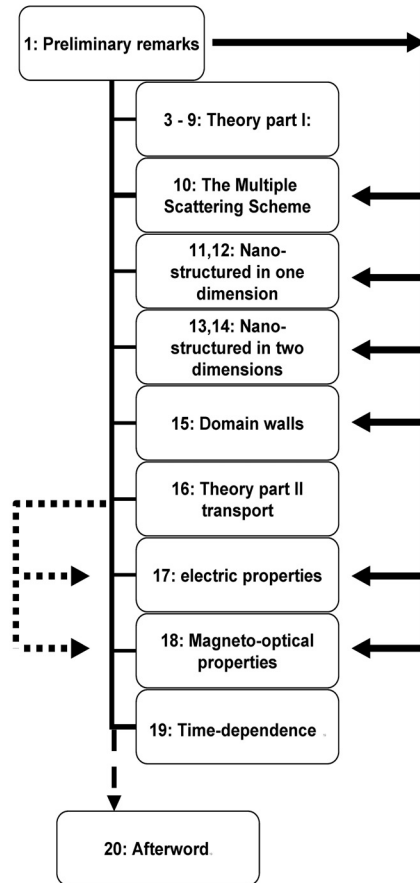 1: Preliminary remarks
3 - 9: Theory part I:
10: The Multiple
Scattering Scheme
11,12: Nano-
structured in one
dimension
13,14: Nano-
structured in two
dimensions
15: Domain walls
16: Theory part II
transport
17: electric properties
18: Magneto-optical
properties
19: Time-dependence .
20: Afterword.